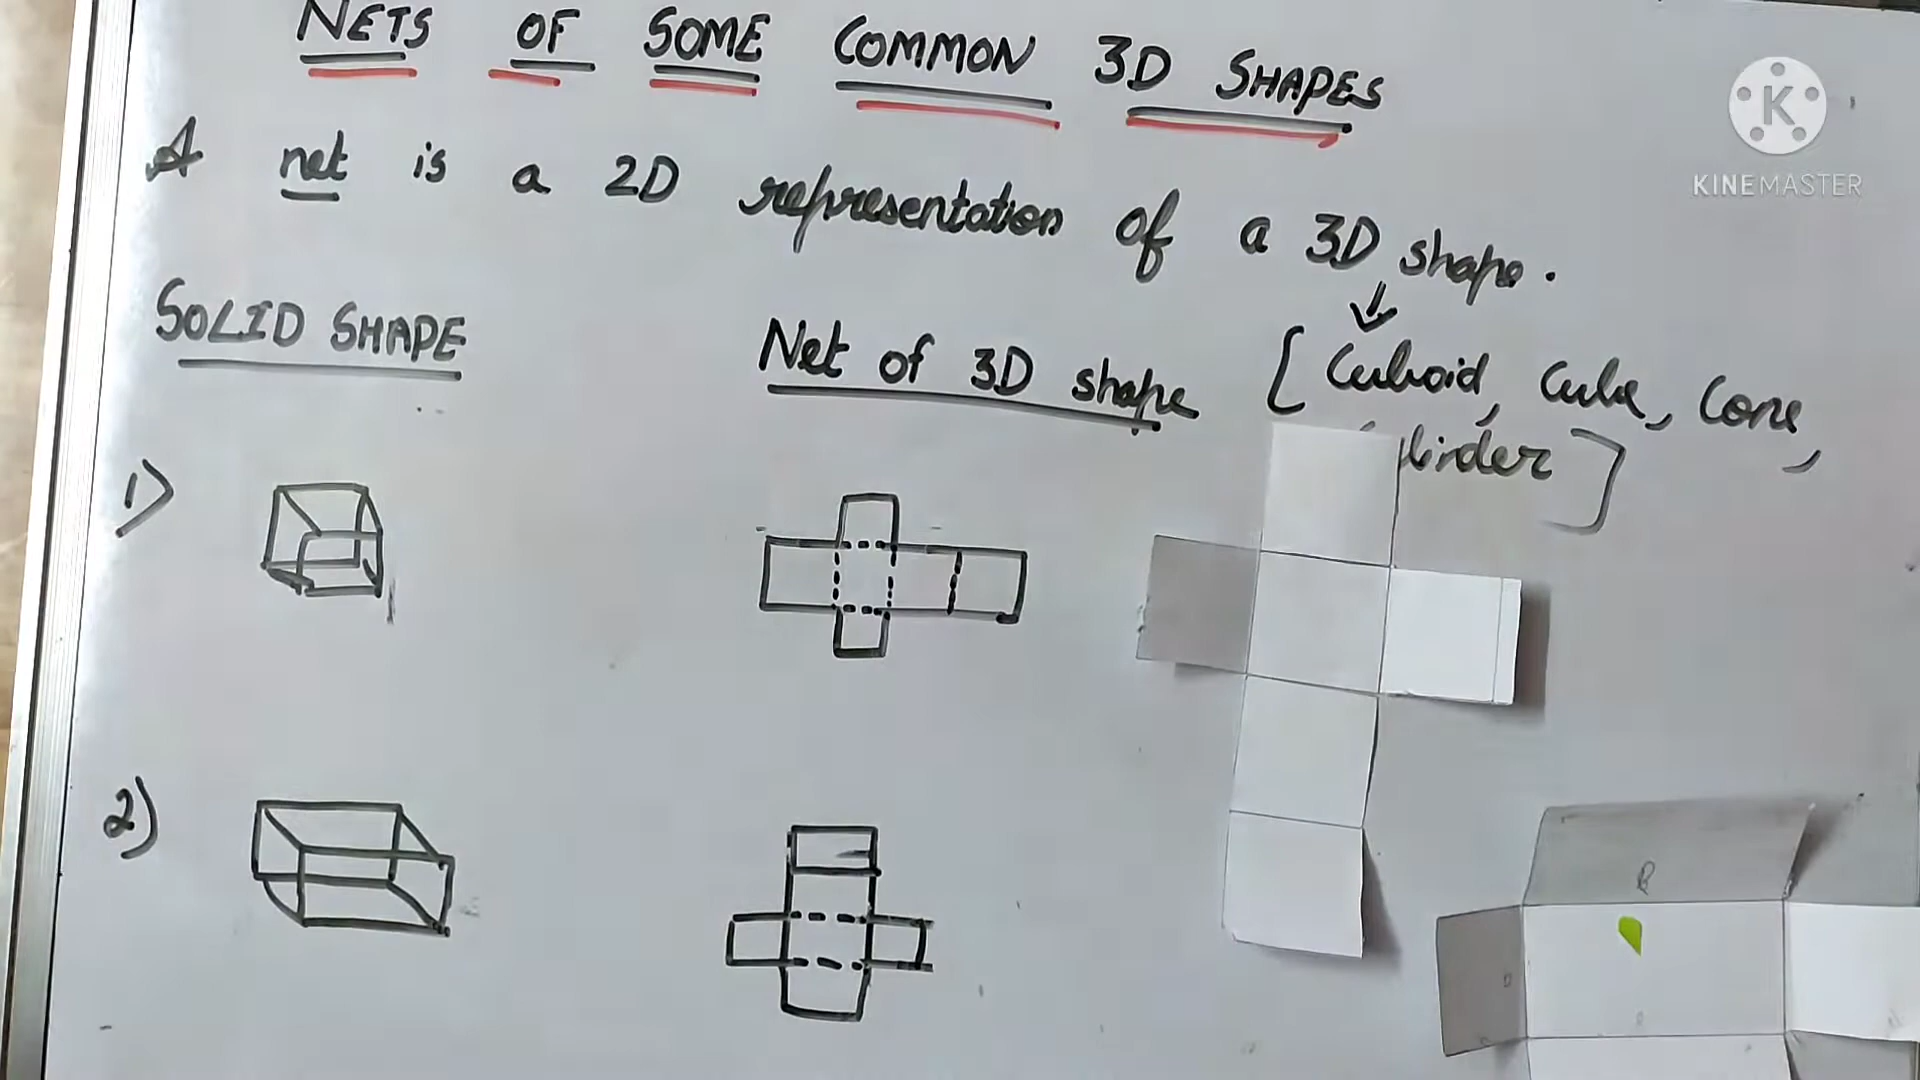 NETS OF SOME COMMON 3D SHAPES
K
KINEMASTER
A net is a 2D representation of a 3D shape.
SOLID SHAPE
Net of 3D shape [Cuboid, Cube, Cone,
ylinder]
1)
2)
B